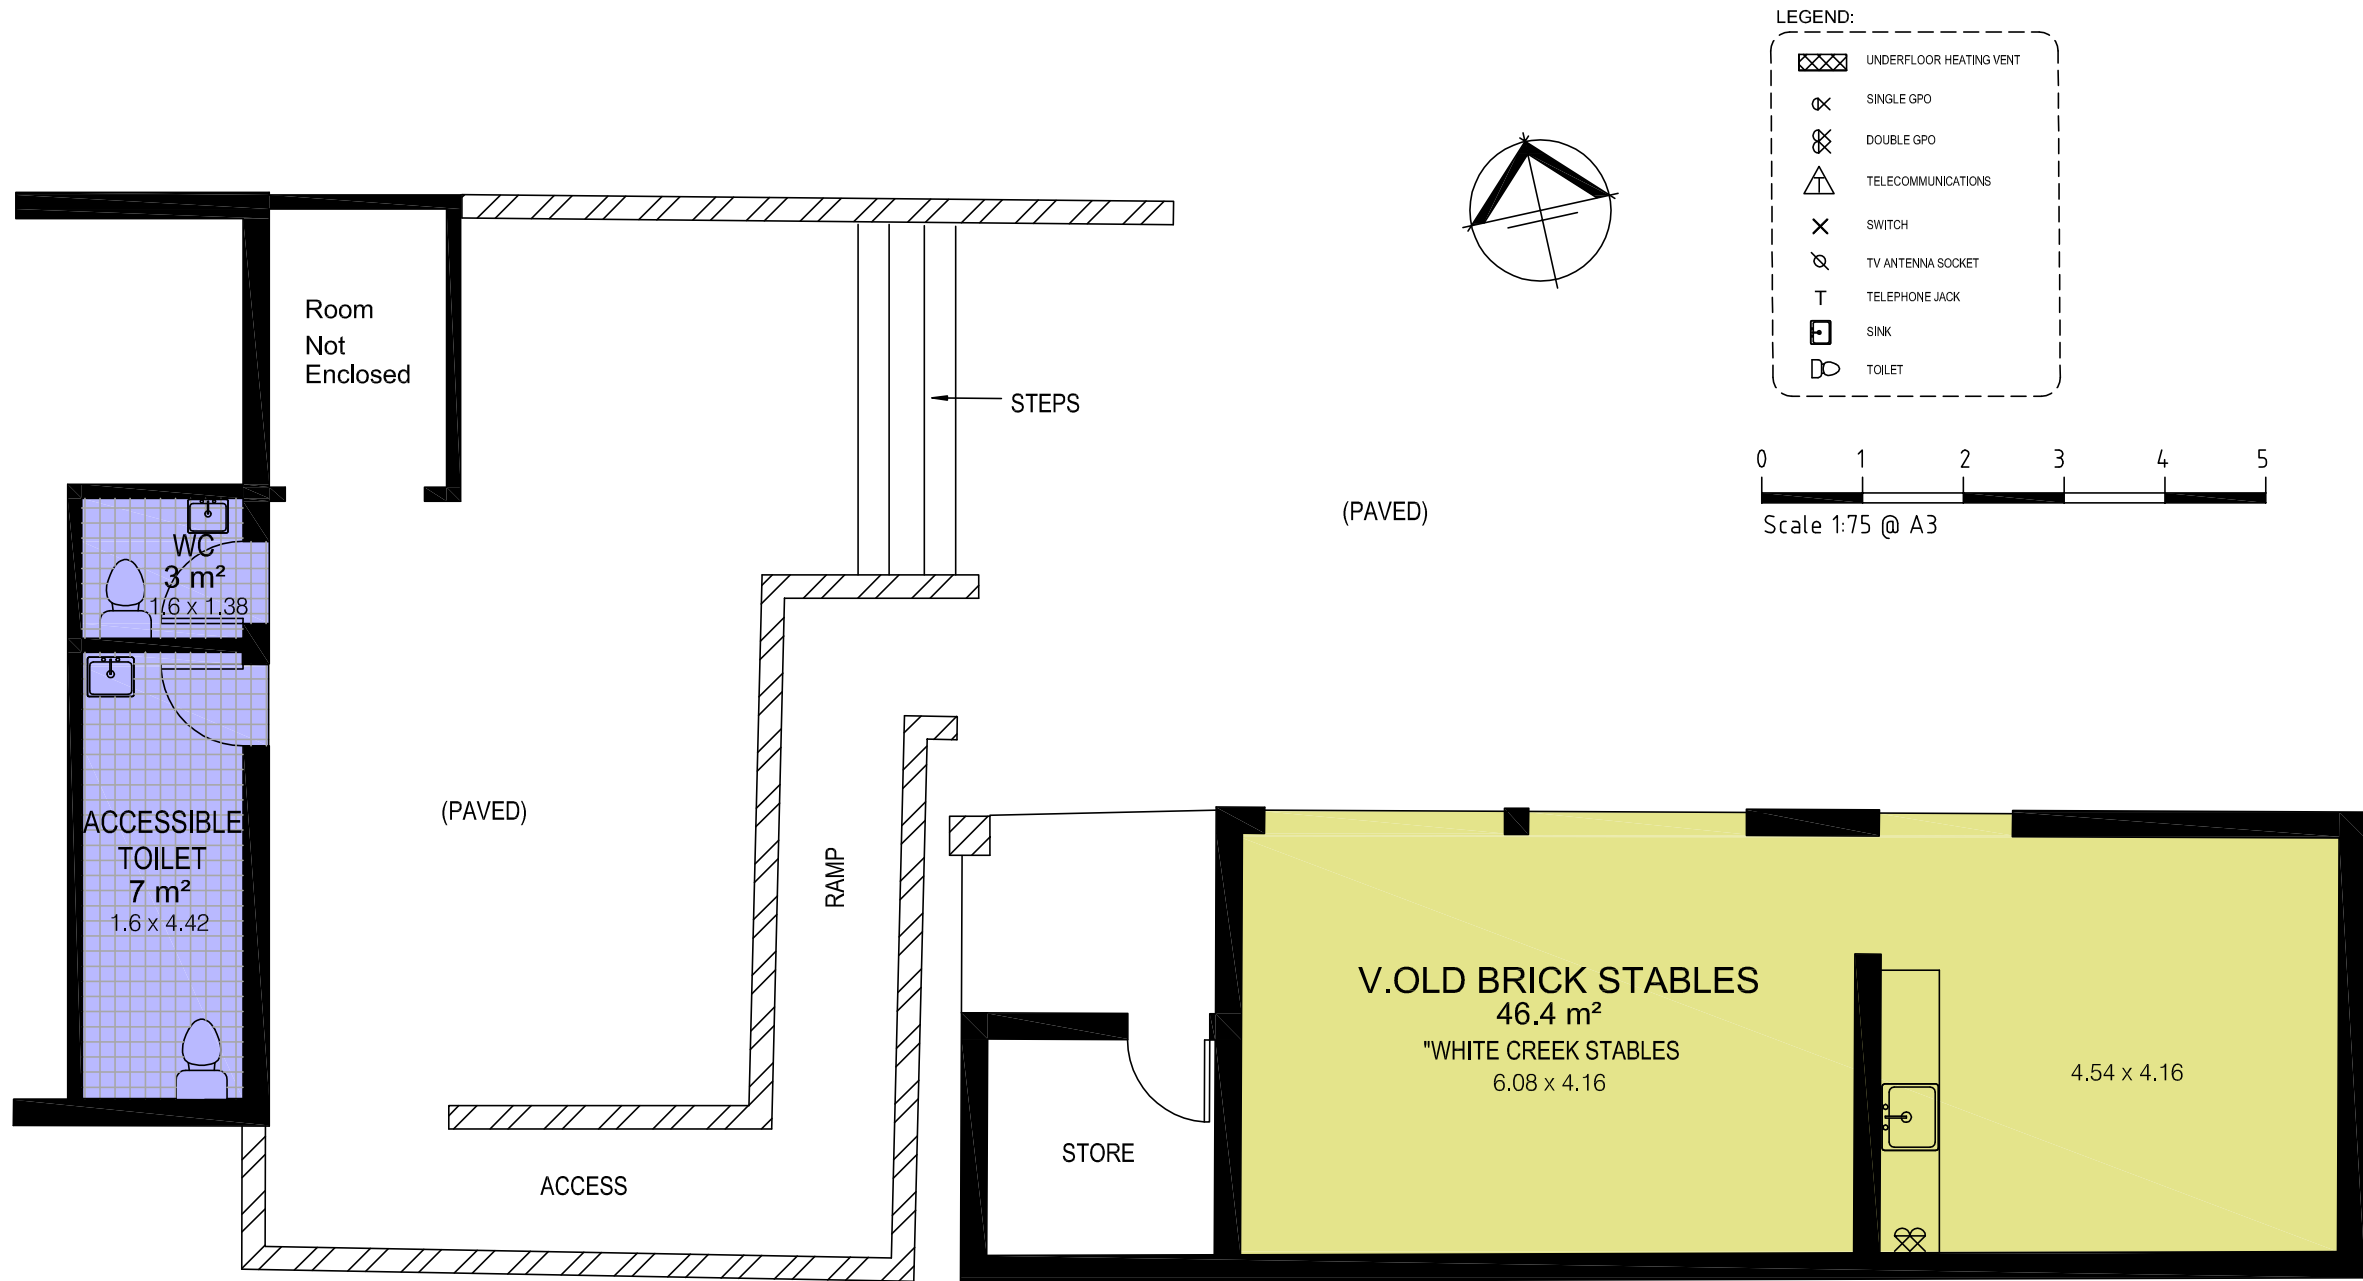 LEGEND:
UNDERFLOOR HEATING VENT
SINGLE GPO
DOUBLE GPO
TELECOMMUNICATIONS
SWITCH
TV ANTENNA SOCKET
T TELEPHONE JACK
SINK
TOILET
0 1 2 3 4 5
Scale 1:75 @ A3
Room
Not
Enclosed
STEPS
(PAVED)
WC
3 m²
1.6 x 1.38
ACCESSIBLE
TOILET
7 m²
1.6 x 4.42
(PAVED)
RAMP
ACCESS
STORE
V.OLD BRICK STABLES
46.4 m²
"WHITE CREEK STABLES
6.08 x 4.16
4.54 x 4.16